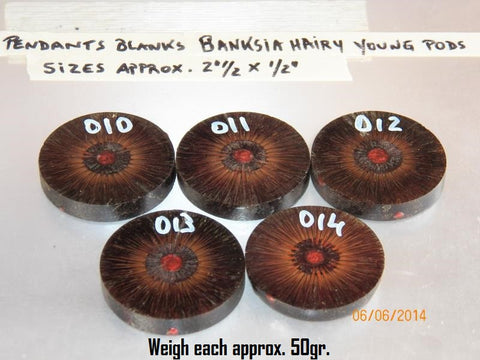 PENDANTS BLANKS BANKSIA HAIRY YOUNG PODS
SIZES APPROX. 2"1/2 X 1/2"
010 011 012
013 014
06/06/2014
Weigh each approx. 50gr.